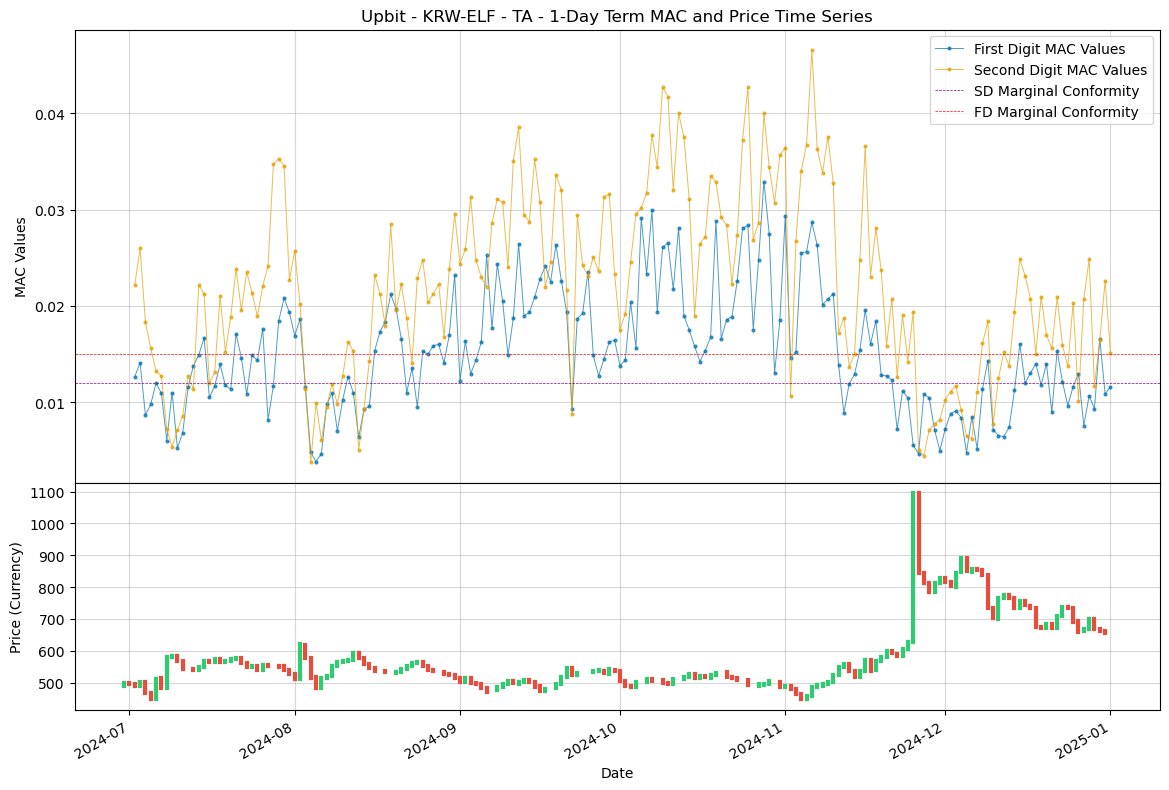 Upbit - KRW-ELF - TA - 1-Day Term MAC and Price Time Series
First Digit MAC Values
Second Digit MAC Values
SD Marginal Conformity
FD Marginal Conformity
MAC Values
0.04
0.03
0.02
0.01
Price (Currency)
1100
1000
900
800
700
600
500
2024-07
2024-08
2024-09
2024-10
2024-11
2024-12
2025-01
Date